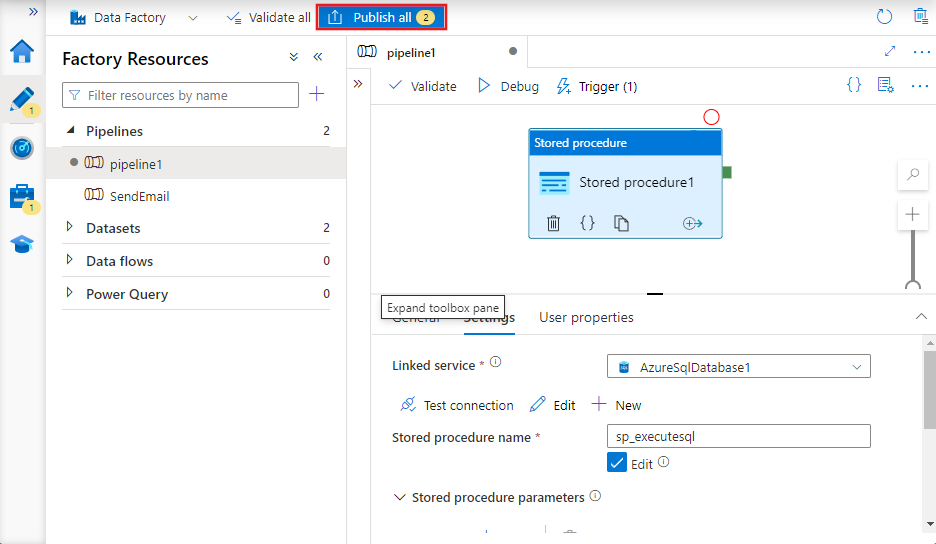 Data Factory
Validate all
Publish all 2
Factory Resources
Filter resources by name
1
Pipelines 2
pipeline1
SendEmail
1
Datasets 2
Data flows 0
Power Query 0
pipeline1
Validate
Debug
Trigger (1)
Stored procedure
Stored procedure1
Expand toolbox pane
General
Settings
User properties
Linked service *
AzureSqlDatabase1
Test connection
Edit
New
Stored procedure name *
sp_executesql
Edit
Stored procedure parameters